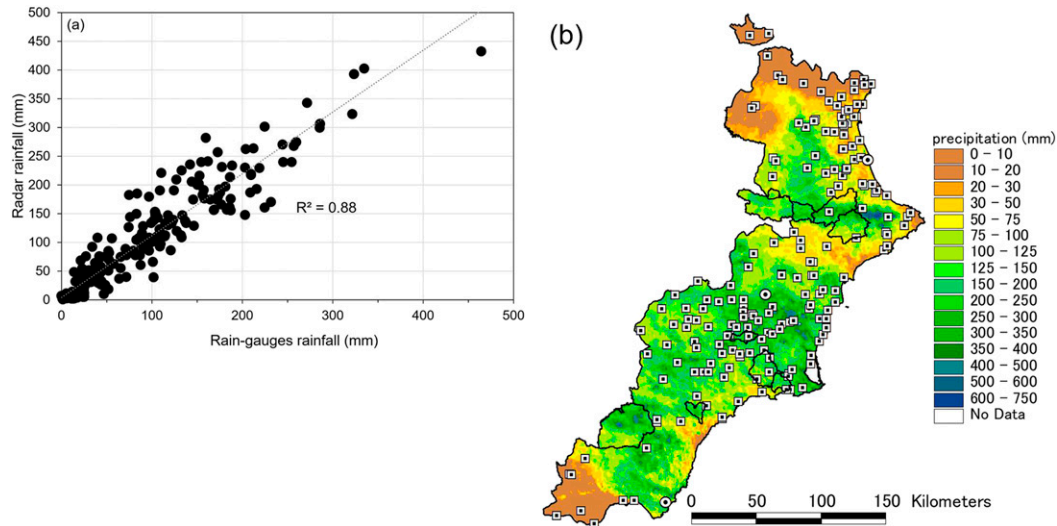 (a)
500
450
400
350
300
250
200
150
100
50
0
Radar rainfall (mm)
R² = 0.88
0 100 200 300 400 500
Rain-gauges rainfall (mm)
(b)
precipitation (mm)
0 - 10
10 - 20
20 - 30
30 - 50
50 - 75
75 - 100
100 - 125
125 - 150
150 - 200
200 - 250
250 - 300
300 - 350
350 - 400
400 - 500
500 - 600
600 - 750
No Data
0 50 100 150 Kilometers